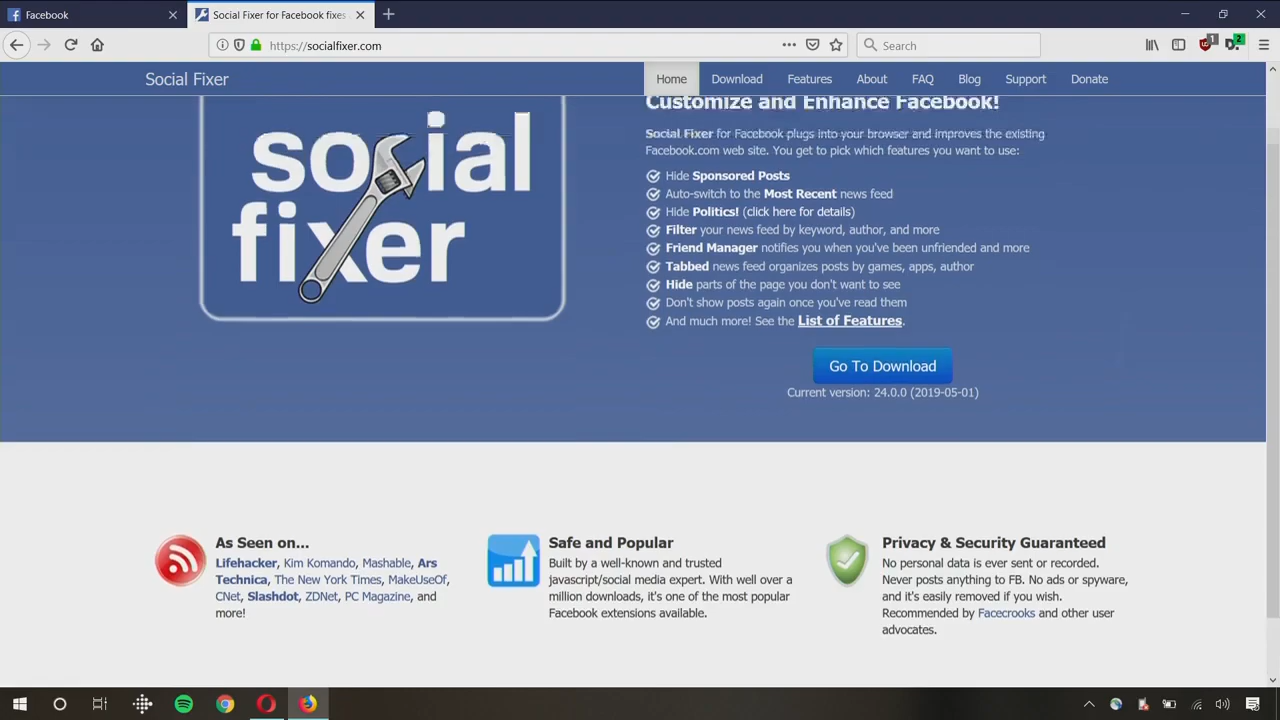 Facebook
Social Fixer for Facebook fixes
https://socialfixer.com
Search
1
2
Social Fixer
Home
Download
Features
About
FAQ
Blog
Support
Donate
social
fixer
Customize and Enhance Facebook!
Social Fixer for Facebook plugs into your browser and improves the existing
Facebook.com web site. You get to pick which features you want to use:
Hide Sponsored Posts
Auto-switch to the Most Recent news feed
Hide Politics! (click here for details)
Filter your news feed by keyword, author, and more
Friend Manager notifies you when you've been unfriended and more
Tabbed news feed organizes posts by games, apps, author
Hide parts of the page you don't want to see
Don't show posts again once you've read them
And much more! See the List of Features.
Go To Download
Current version: 24.0.0 (2019-05-01)
As Seen on...
Lifehacker, Kim Komando, Mashable, Ars
Technica, The New York Times, MakeUseOf,
CNet, Slashdot, ZDNet, PC Magazine, and
more!
Safe and Popular
Built by a well-known and trusted
javascript/social media expert. With well over a
million downloads, it's one of the most popular
Facebook extensions available.
Privacy & Security Guaranteed
No personal data is ever sent or recorded.
Never posts anything to FB. No ads or spyware,
and it's easily removed if you wish.
Recommended by Facecrooks and other user
advocates.